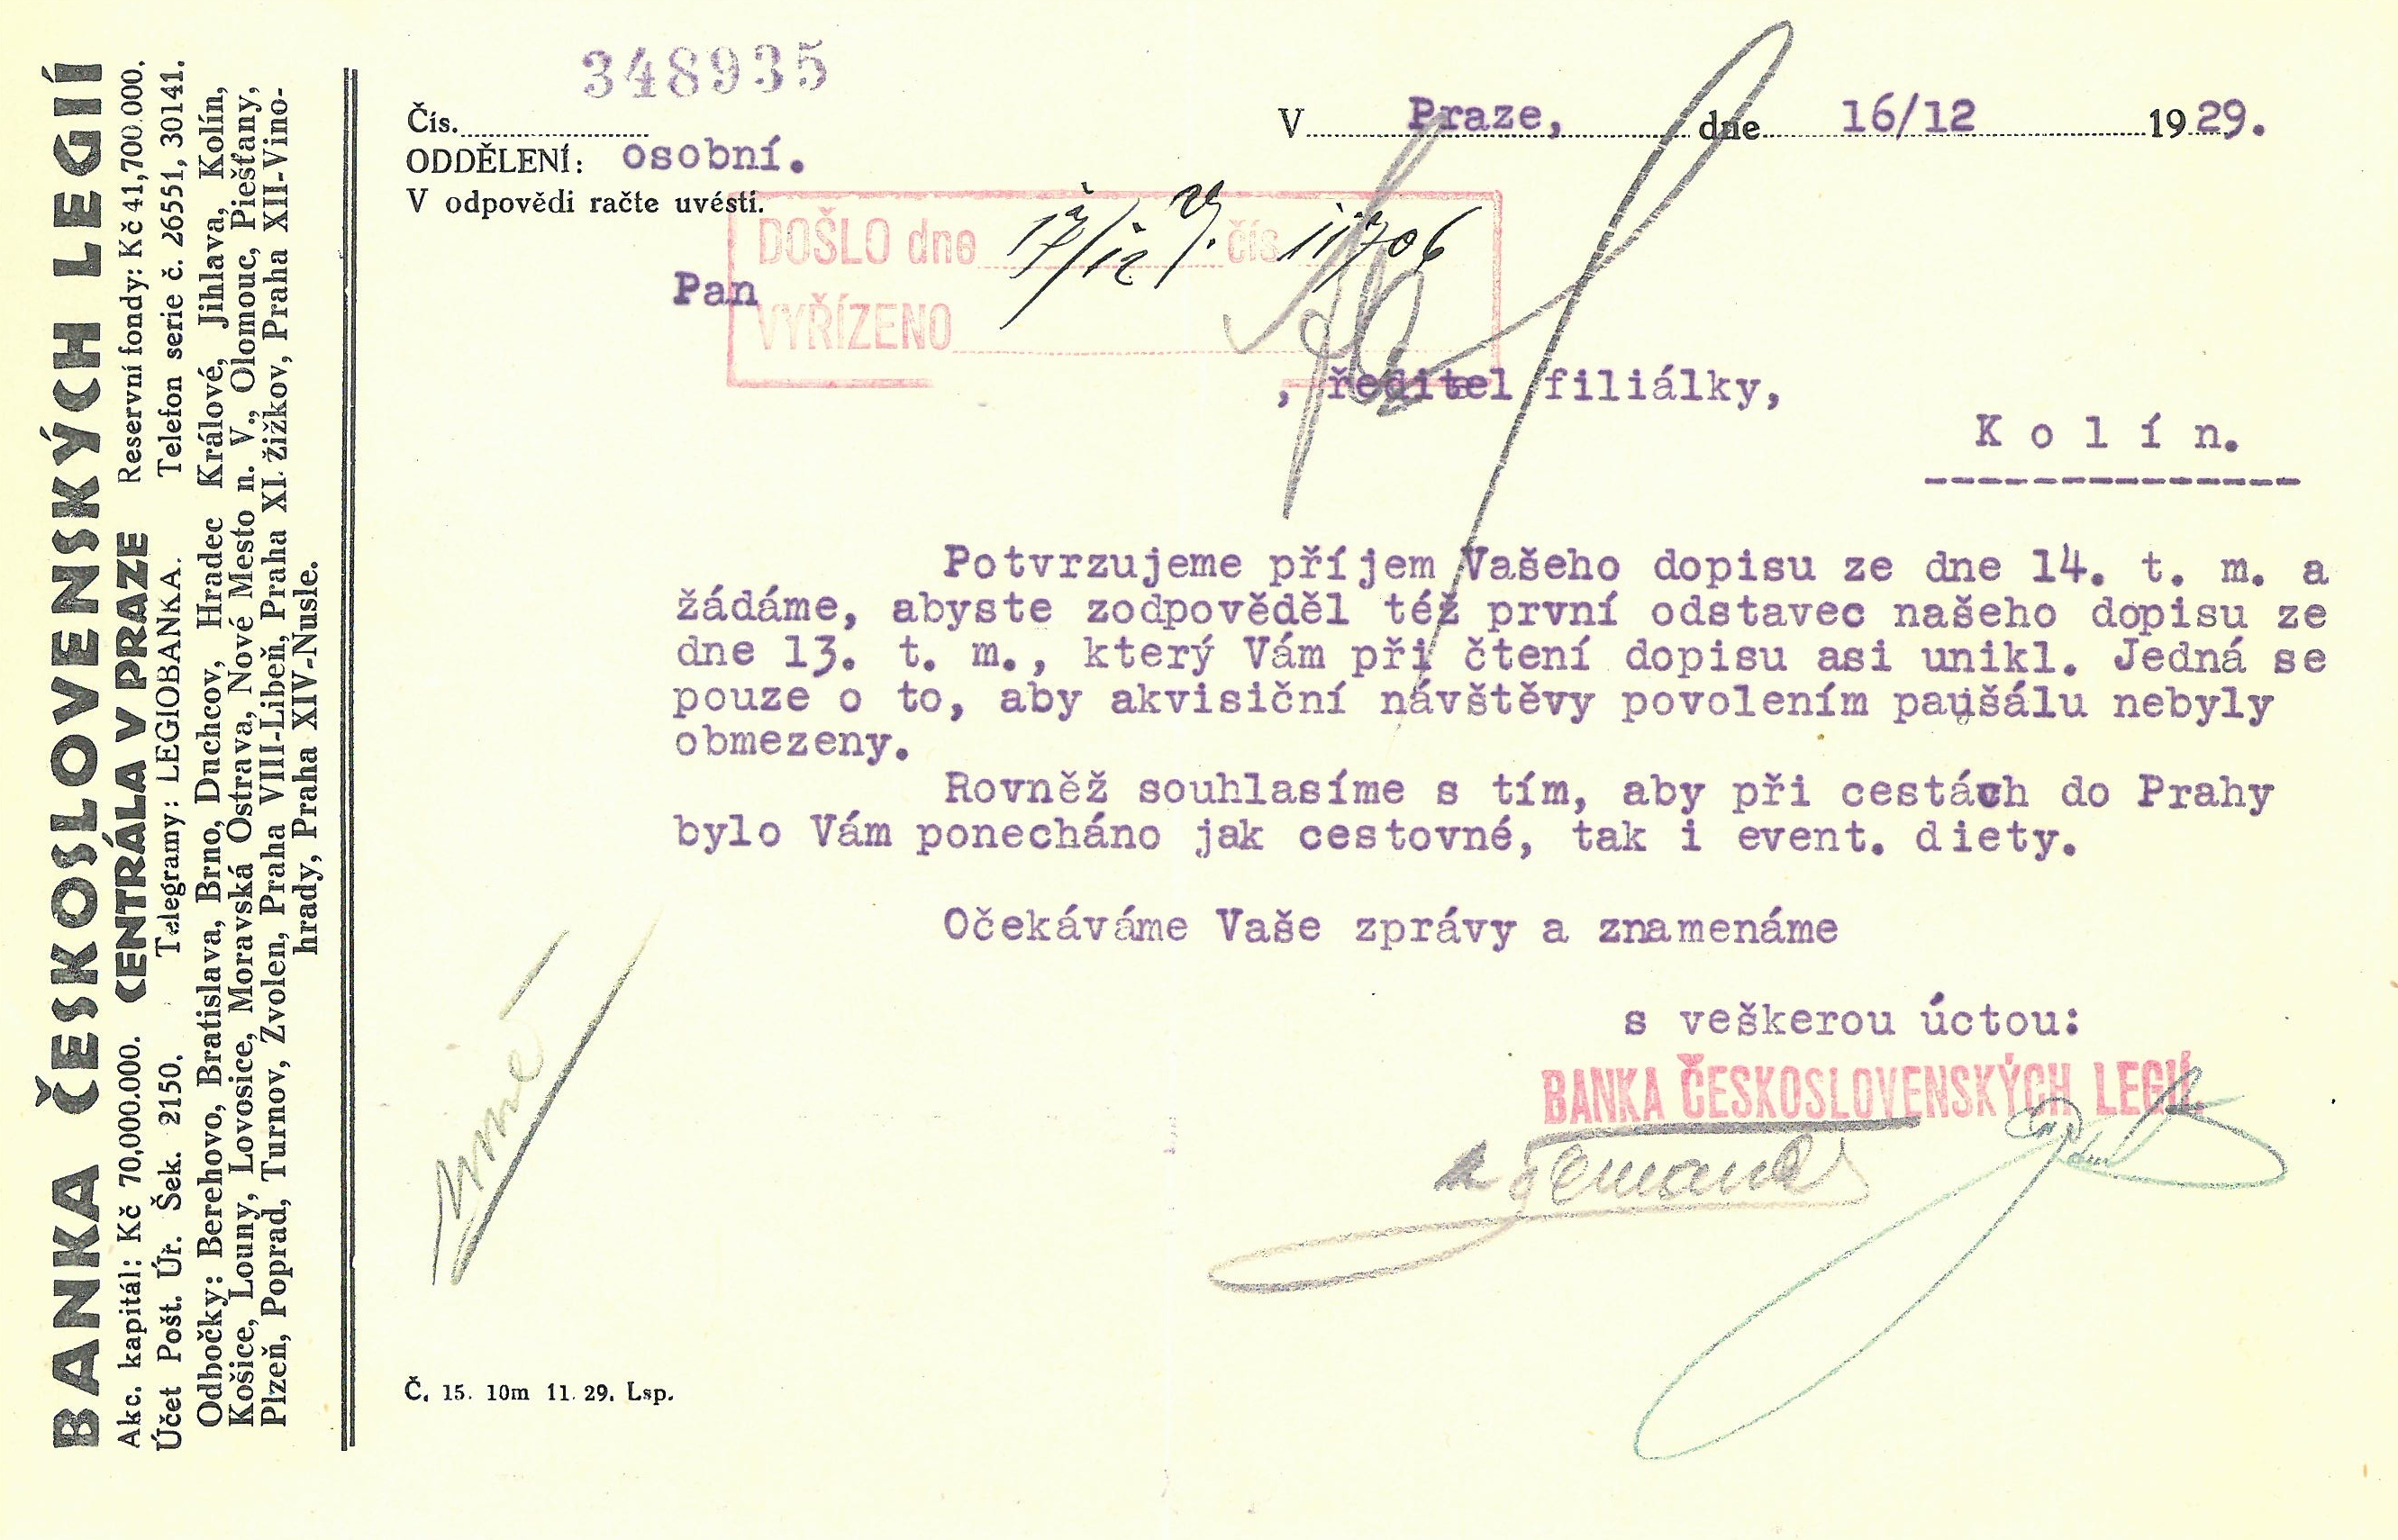 BANKA ČESKOSLOVENSKÝCH LEGIÍ
Akc. kapitál: Kč 70,000.000. CENTRÁLA V PRAZE Reservní fondy: Kč 41,700.000.
Účet Pošt. Úř. Šek. 2150. Telegramy: LEGIOBANKA. Telefon serie č. 26551, 30141.
Odbočky: Berehovo, Bratislava, Brno, Duchcov, Hradec Králové, Jihlava, Kolín,
Košice, Louny, Lovosice, Moravská Ostrava, Nové Mesto n. V., Olomouc, Piešťany,
Plzeň, Poprad, Turnov, Zvolen, Praha VIII-Libeň, Praha XI-žižkov, Praha XII-Vino-
hrady, Praha XIV-Nusle.
348935
Čís.
V Praze, dne 16/12 1929.
ODDĚLENÍ: osobní.
V odpovědi račte uvésti.
DOŠLO dne 17/12 29. čís 11706
Pan
VYŘÍZENO
, ředitel filiálky,
Kolín.
Potvrzujeme příjem Vašeho dopisu ze dne 14. t. m. a
žádáme, abyste zodpověděl též první odstavec našeho dopisu ze
dne 13. t. m., který Vám při čtení dopisu asi unikl. Jedná se
pouze o to, aby akvisiční návštěvy povolením paušálu nebyly
obmezeny.
Rovněž souhlasíme s tím, aby při cestách do Prahy
bylo Vám ponecháno jak cestovné, tak i event. diety.
Očekáváme Vaše zprávy a znamenáme
s veškerou úctou:
BANKA ČESKOSLOVENSKÝCH LEGIÍ.
Č. 15. 10m 11. 29. Lsp.